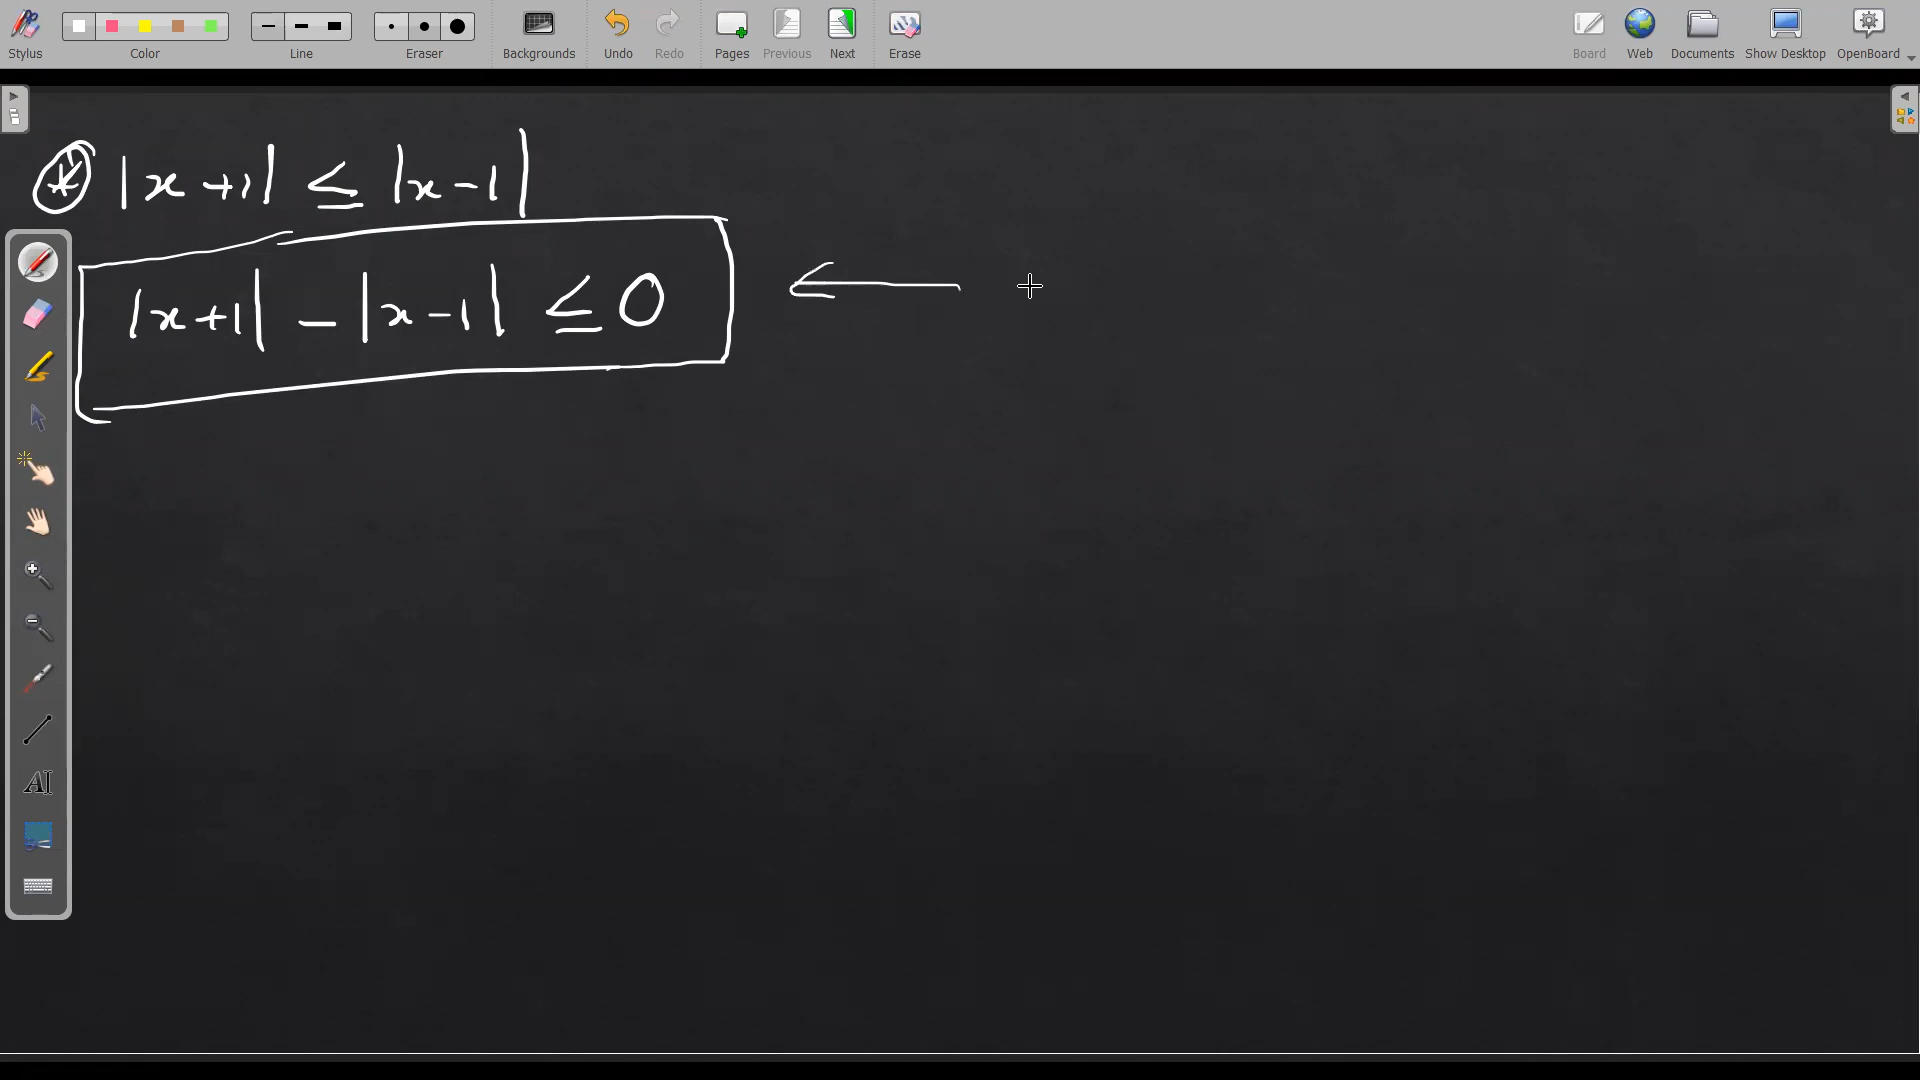 Stylus Color Line Eraser Backgrounds Undo Redo Pages Previous Next Erase Board Web Documents Show Desktop OpenBoard
⊛ |x+1| ≤ |x-1|
|x+1| - |x-1| ≤ 0
AI